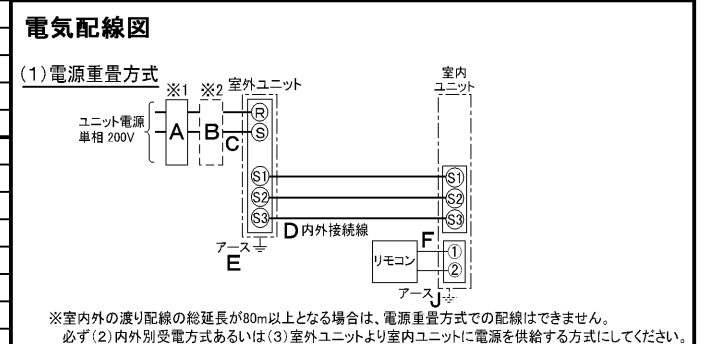 電気配線図
(1)電源重畳方式
※1 ※2 室外ユニット
室内
ユニット
ユニット電源
単相 200V
A B C
R
S
S1 S1
S2 S2
S3 S3
D 内外接続線
アース
E
リモコン
F
①
②
アース J
※室内外の渡り配線の総延長が80m以上となる場合は、電源重畳方式での配線はできません。
必ず(2)内外別受電方式あるいは(3)室外ユニットより室内ユニットに電源を供給する方式にしてください。